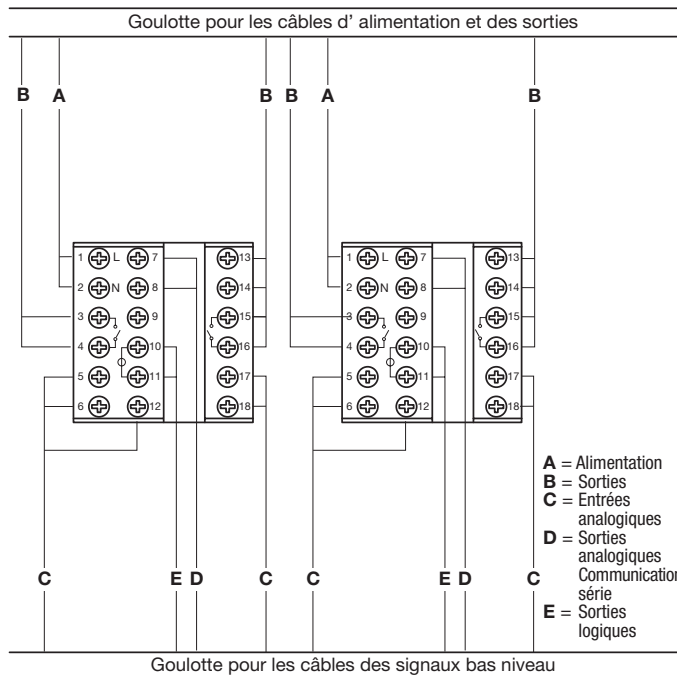 Goulotte pour les câbles d' alimentation et des sorties
B A B B A B
1 L 7 13 1 L 7 13
2 N 8 14 2 N 8 14
3 9 15 3 9 15
4 10 16 4 10 16
5 11 17 5 11 17
6 12 18 6 12 18
A = Alimentation
B = Sorties
C = Entrées
analogiques
D = Sorties
analogiques
Communication
série
E = Sorties
logiques
C E D C C E D C
Goulotte pour les câbles des signaux bas niveau